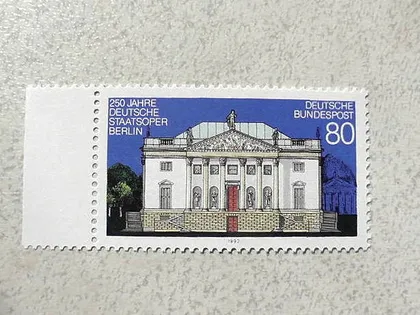 250 JAHRE
DEUTSCHE
STAATSOPER
BERLIN
DEUTSCHE
BUNDESPOST
80